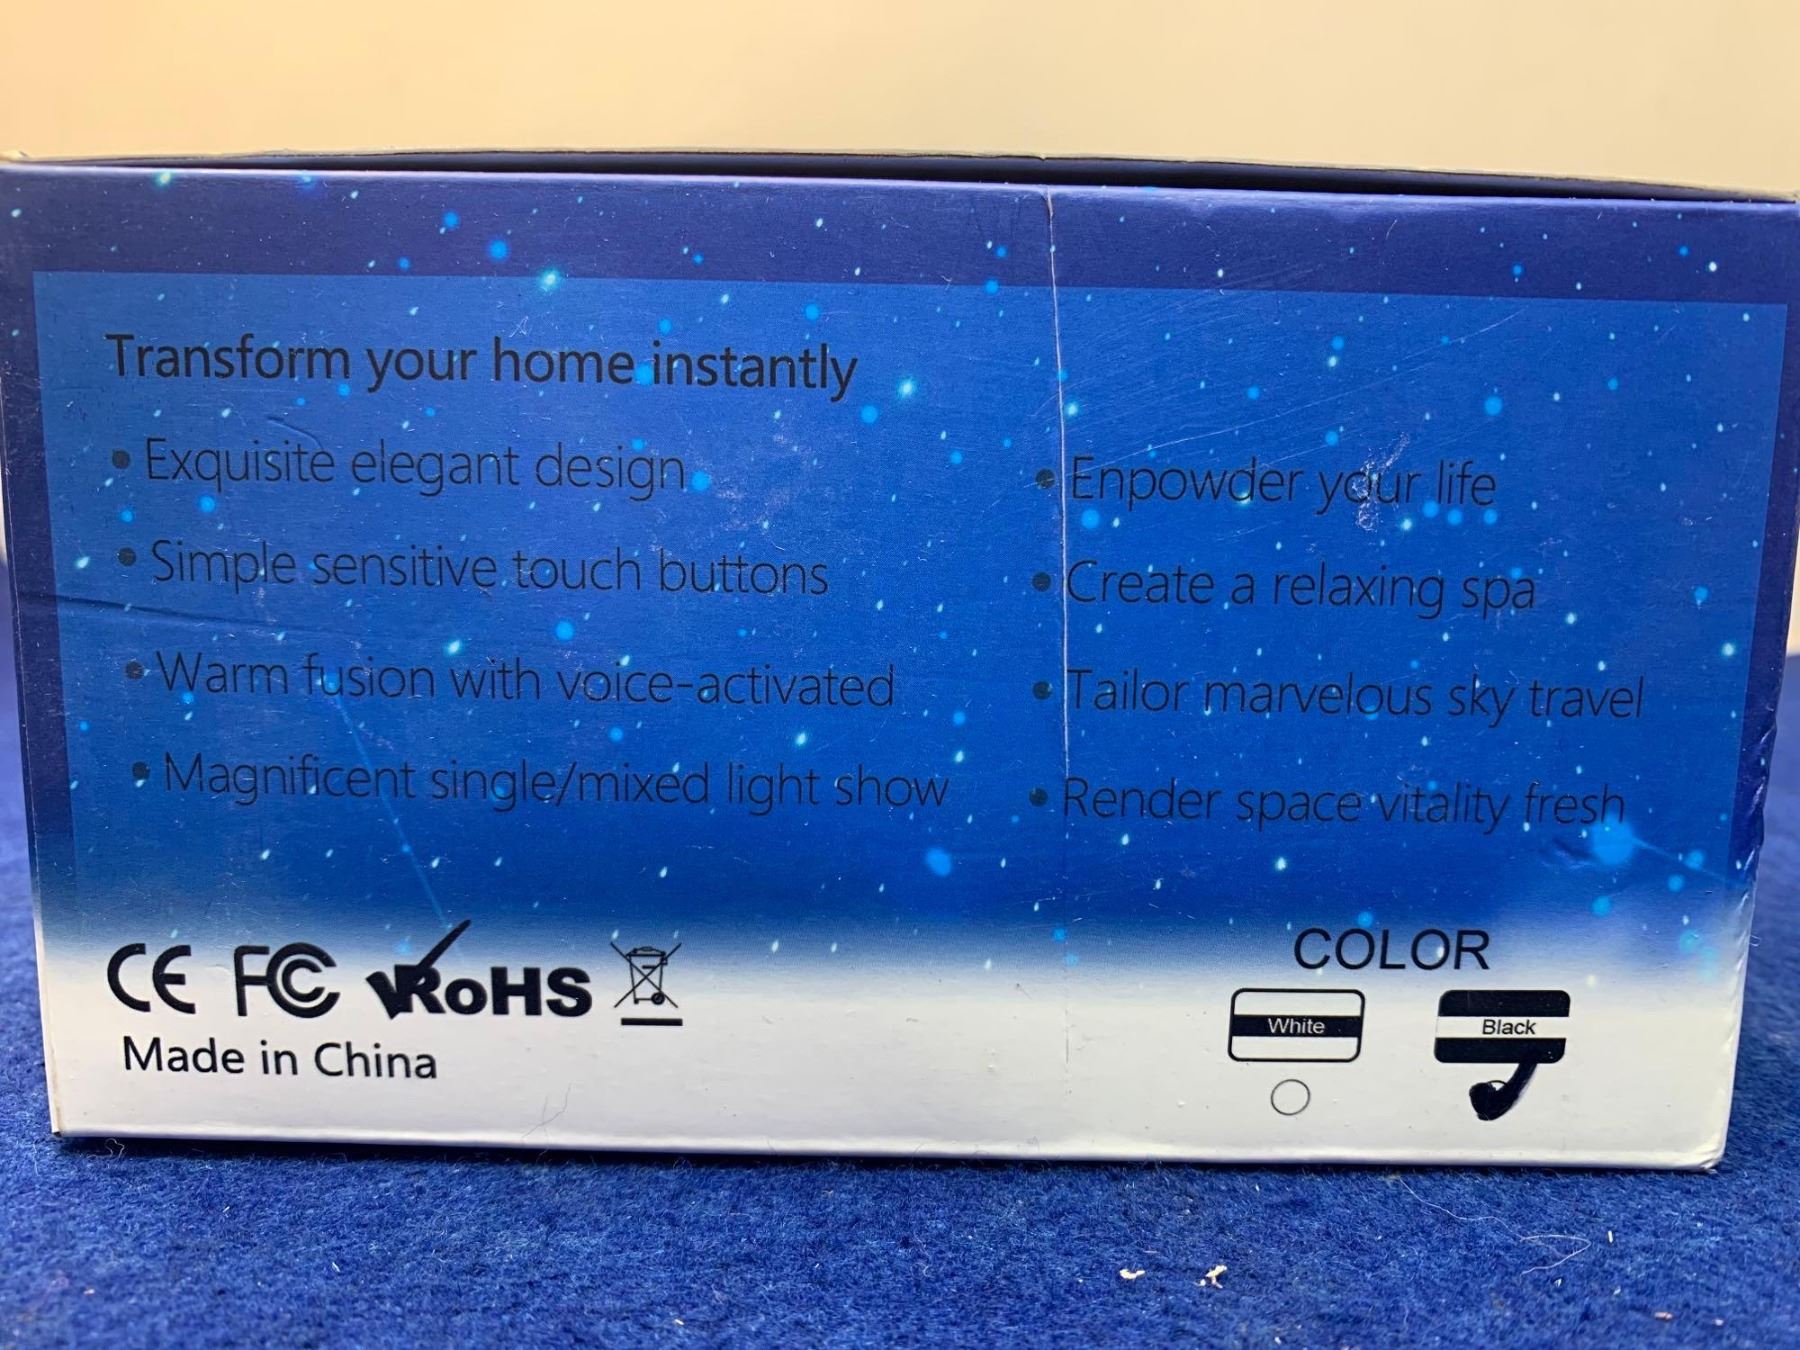 Transform your home instantly
• Exquisite elegant design
• Simple sensitive touch buttons
• Warm fusion with voice-activated
• Magnificent single/mixed light show
• Enpowder your life
• Create a relaxing spa
• Tailor marvelous sky travel
• Render space vitality fresh
CE FC RoHS
Made in China
COLOR
White Black